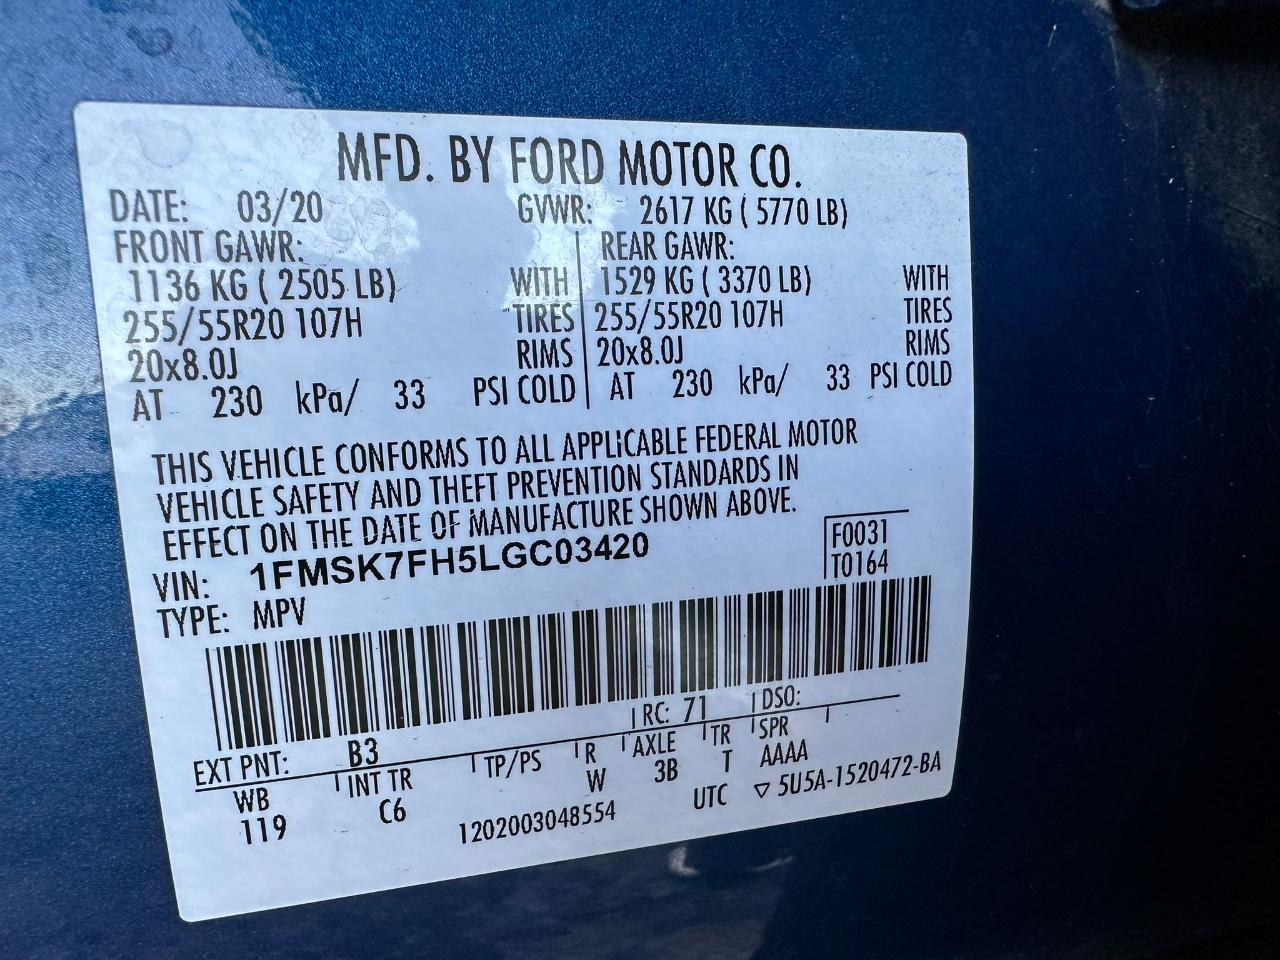 MFD. BY FORD MOTOR CO.
DATE: 03/20 GVWR: 2617 KG ( 5770 LB)
FRONT GAWR: REAR GAWR:
1136 KG ( 2505 LB) WITH 1529 KG ( 3370 LB) WITH
255/55R20 107H TIRES 255/55R20 107H TIRES
20x8.0J RIMS 20x8.0J RIMS
AT 230 kPa/ 33 PSI COLD AT 230 kPa/ 33 PSI COLD
THIS VEHICLE CONFORMS TO ALL APPLICABLE FEDERAL MOTOR
VEHICLE SAFETY AND THEFT PREVENTION STANDARDS IN
EFFECT ON THE DATE OF MANUFACTURE SHOWN ABOVE.
VIN: 1FMSK7FH5LGC03420 F0031
TYPE: MPV T0164
EXT PNT: B3 RC: 71 DSO:
WB INT TR TP/PS R AXLE TR SPR
119 C6 W 3B T AAAA
1202003048554 UTC ▽ 5U5A-1520472-BA